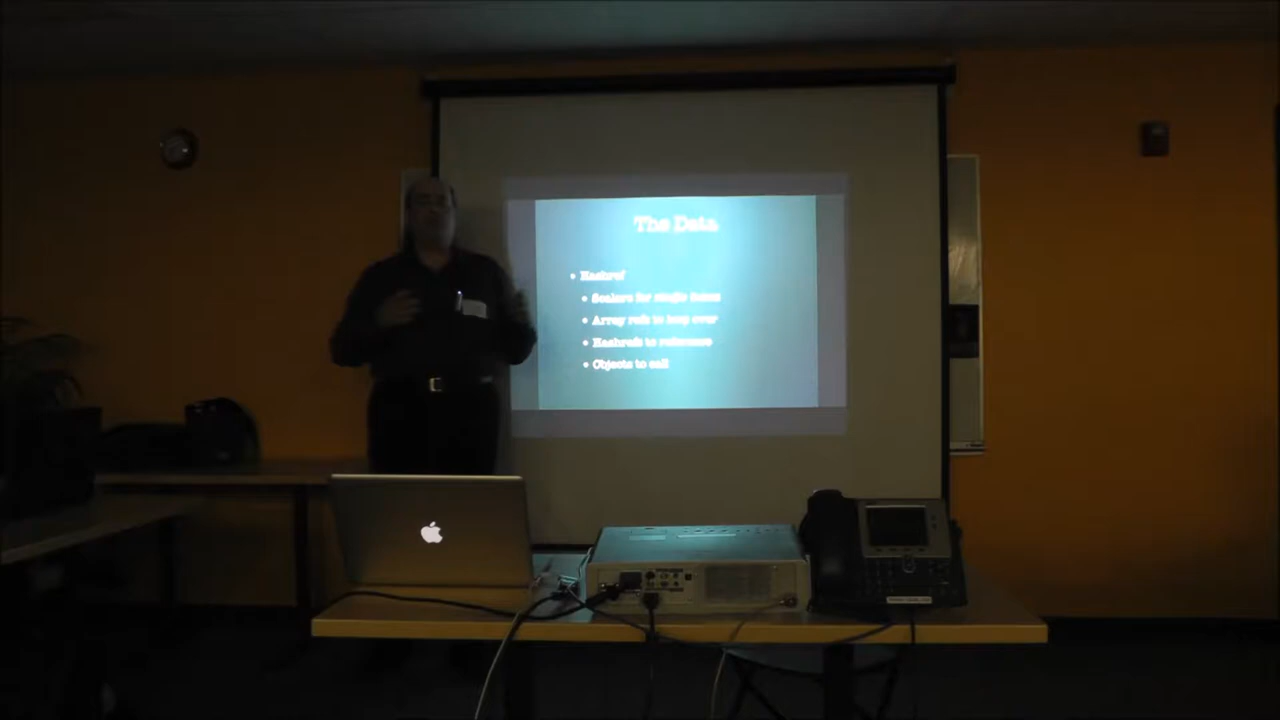 The Data
• Hashref
• Scalars for single items
• Array refs to loop over
• Hashrefs to reference
• Objects to call